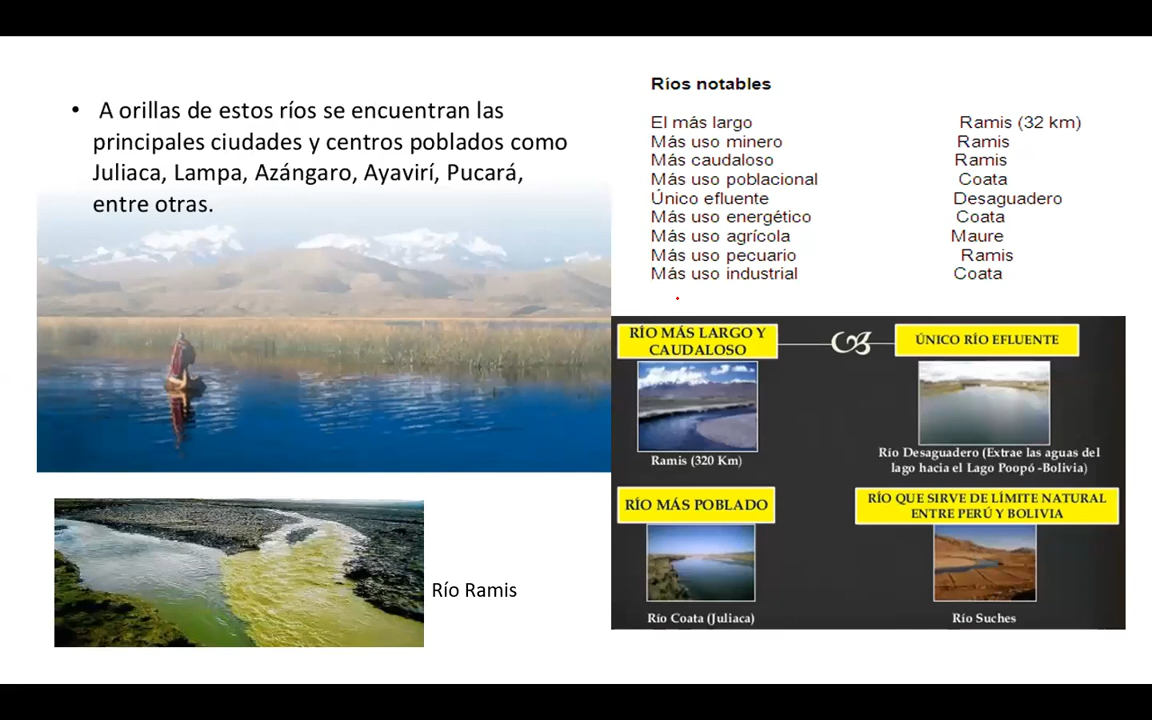 • A orillas de estos ríos se encuentran las
principales ciudades y centros poblados como
Juliaca, Lampa, Azángaro, Ayavirí, Pucará,
entre otras.
Ríos notables
El más largo Ramis (32 km)
Más uso minero Ramis
Más caudaloso Ramis
Más uso poblacional Coata
Único efluente Desaguadero
Más uso energético Coata
Más uso agrícola Maure
Más uso pecuario Ramis
Más uso industrial Coata
RÍO MÁS LARGO Y
CAUDALOSO
Ramis (320 Km)
ÚNICO RÍO EFLUENTE
Río Desaguadero (Extrae las aguas del
lago hacia el Lago Poopó -Bolivia)
RÍO MÁS POBLADO
Río Coata (Juliaca)
RÍO QUE SIRVE DE LÍMITE NATURAL
ENTRE PERÚ Y BOLIVIA
Río Suches
Río Ramis